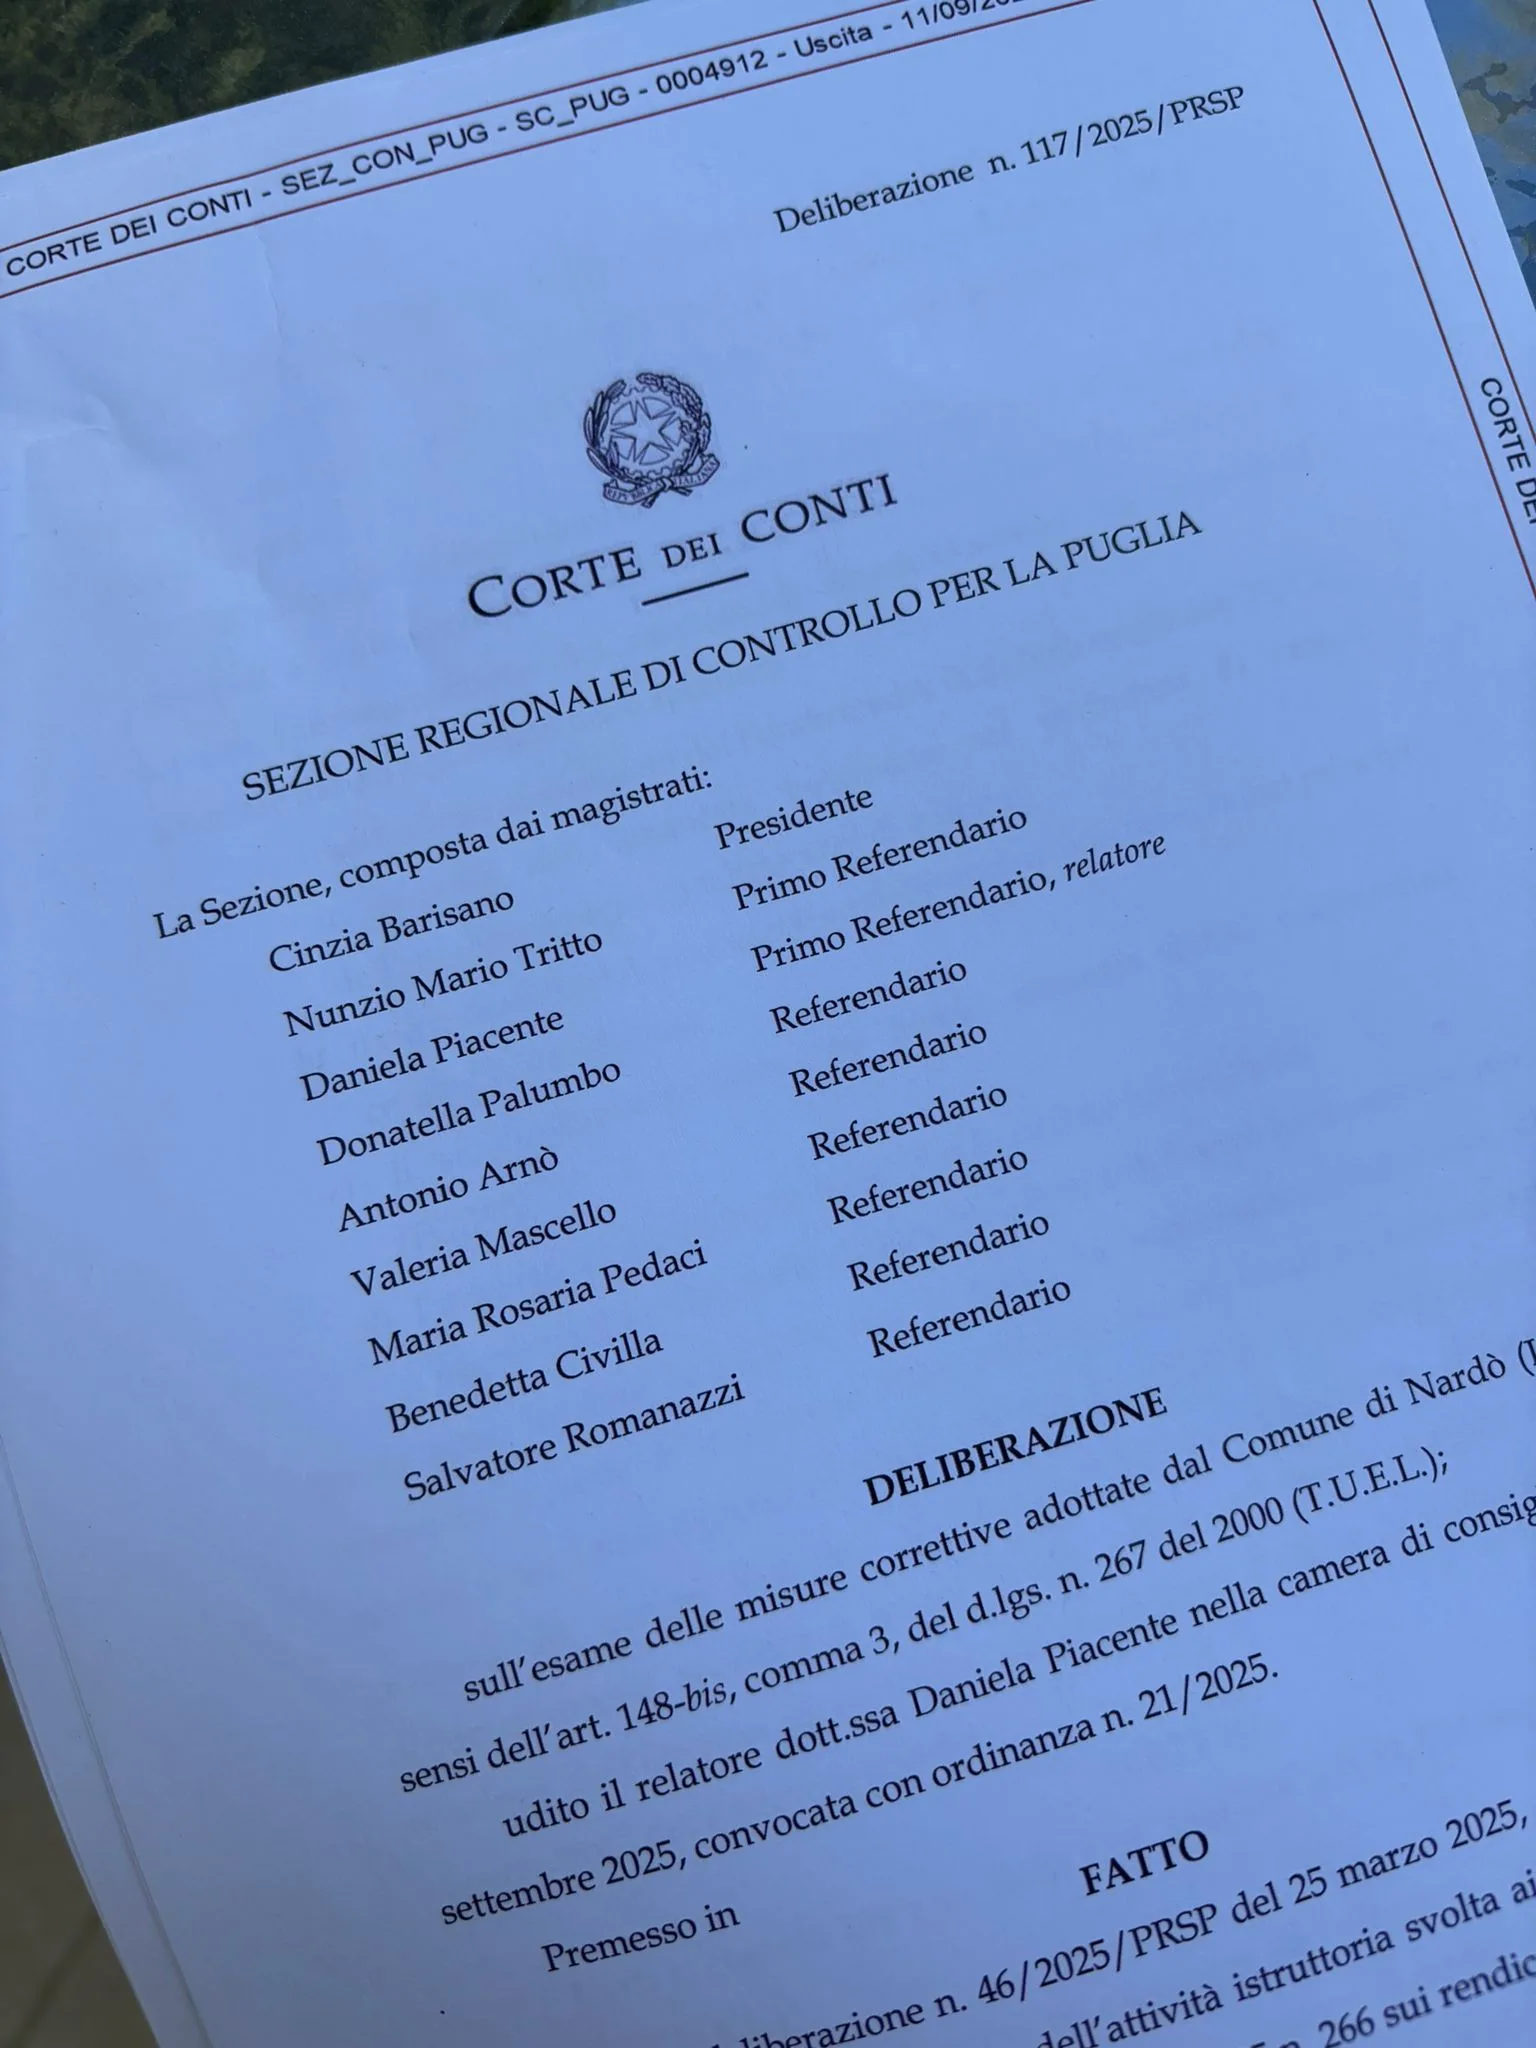 CORTE DEI CONTI - SEZ_CON_PUG - SC_PUG - 0004912 - Uscita - 11/09/
Deliberazione n. 117/2025/PRSP
REPVBBLICA ITALIANA
CORTE DEI CONTI
SEZIONE REGIONALE DI CONTROLLO PER LA PUGLIA
La Sezione, composta dai magistrati:
Cinzia Barisano Presidente
Nunzio Mario Tritto Primo Referendario
Daniela Piacente Primo Referendario, relatore
Donatella Palumbo Referendario
Antonio Arnò Referendario
Valeria Mascello Referendario
Maria Rosaria Pedaci Referendario
Benedetta Civilla Referendario
Salvatore Romanazzi Referendario
DELIBERAZIONE
sull'esame delle misure correttive adottate dal Comune di Nardò
sensi dell'art. 148-bis, comma 3, del d.lgs. n. 267 del 2000 (T.U.E.L.);
udito il relatore dott.ssa Daniela Piacente nella camera di consig
settembre 2025, convocata con ordinanza n. 21/2025.
Premesso in
FATTO
liberazione n. 46/2025/PRSP del 25 marzo 2025,
dell'attività istruttoria svolta ai
n. 266 sui rendic
CORTE DEI